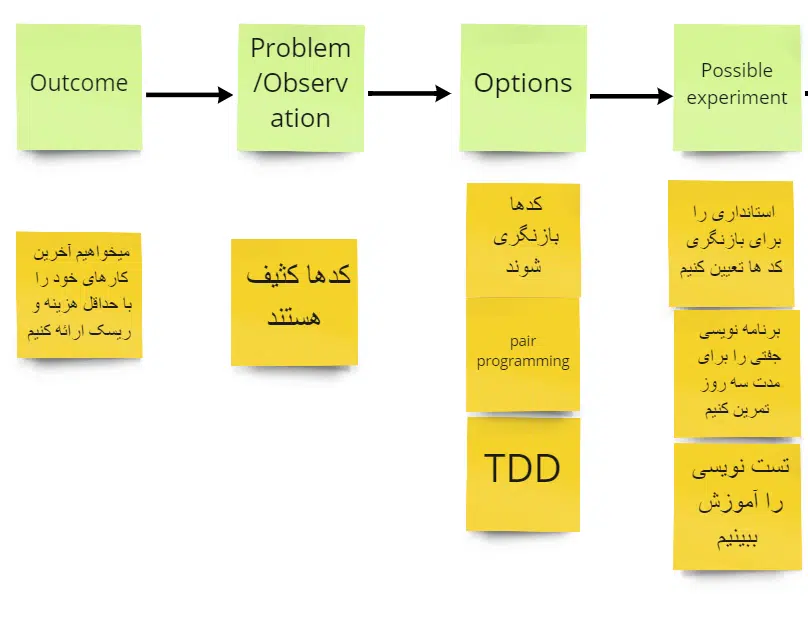 Outcome
Problem
/Observ
ation
Options
Possible
experiment
میخواهیم آخرین
کارهای خود را
با حداقل هزینه و
ریسک ارائه کنیم
کدها کثیف
هستند
کدها
بازنگری
شوند
pair
programming
TDD
استانداری را
برای بازنگری
کد ها تعیین کنیم
برنامه نویسی
جفتی را برای
مدت سه روز
تمرین کنیم
تست نویسی
را آموزش
ببینیم